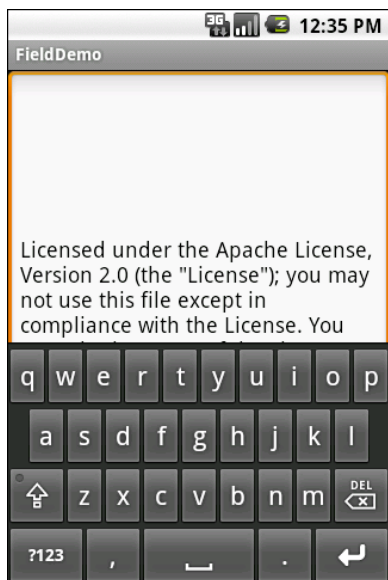 3G 12:35 PM
FieldDemo
Licensed under the Apache License,
Version 2.0 (the "License"); you may
not use this file except in
compliance with the License. You
q w e r t y u i o p
a s d f g h j k l
z x c v b n m DEL
?123 , .